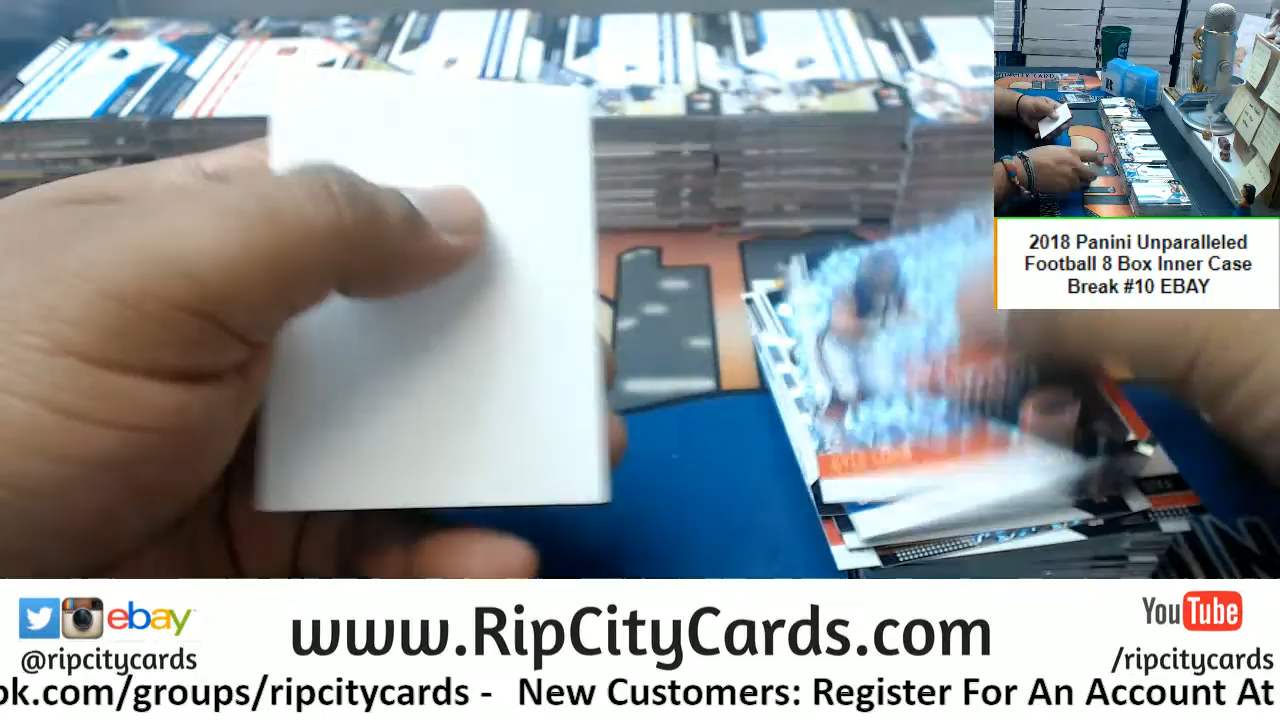 2018 Panini Unparalleled
Football 8 Box Inner Case
Break #10 EBAY
ebay
@ripcitycards
www.RipCityCards.com
YouTube
/ripcitycards
ok.com/groups/ripcitycards - New Customers: Register For An Account At